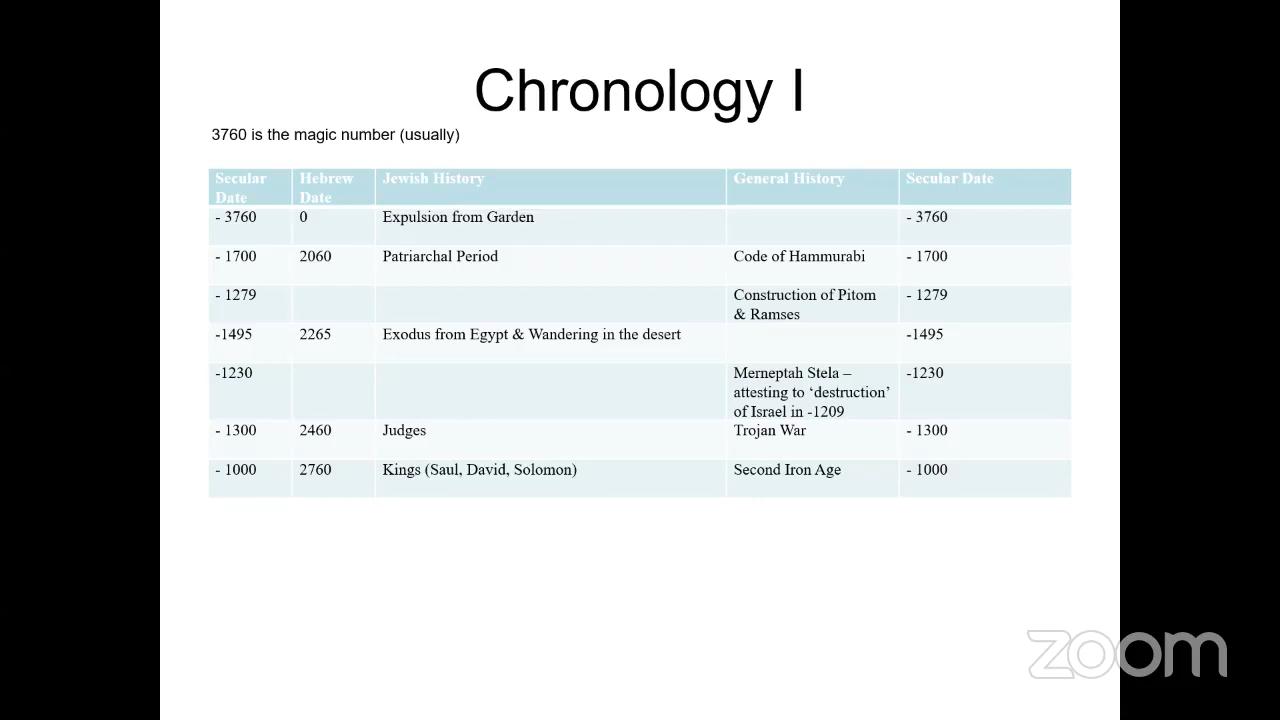 Chronology I
3760 is the magic number (usually)
Secular Date Hebrew Date Jewish History General History Secular Date
- 3760 0 Expulsion from Garden - 3760
- 1700 2060 Patriarchal Period Code of Hammurabi - 1700
- 1279 Construction of Pitom & Ramses - 1279
-1495 2265 Exodus from Egypt & Wandering in the desert -1495
-1230 Merneptah Stela – attesting to ‘destruction’ of Israel in -1209 -1230
- 1300 2460 Judges Trojan War - 1300
- 1000 2760 Kings (Saul, David, Solomon) Second Iron Age - 1000
zoom